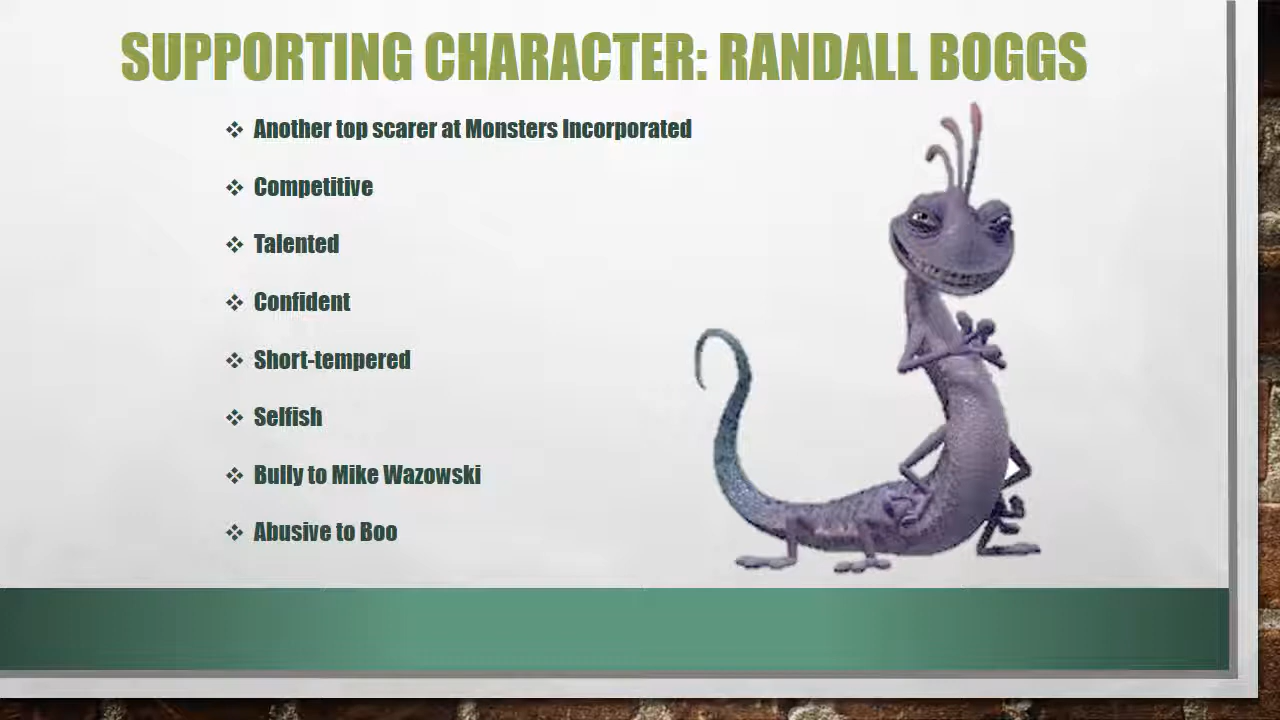 SUPPORTING CHARACTER: RANDALL BOGGS
Another top scarer at Monsters Incorporated
Competitive
Talented
Confident
Short-tempered
Selfish
Bully to Mike Wazowski
Abusive to Boo